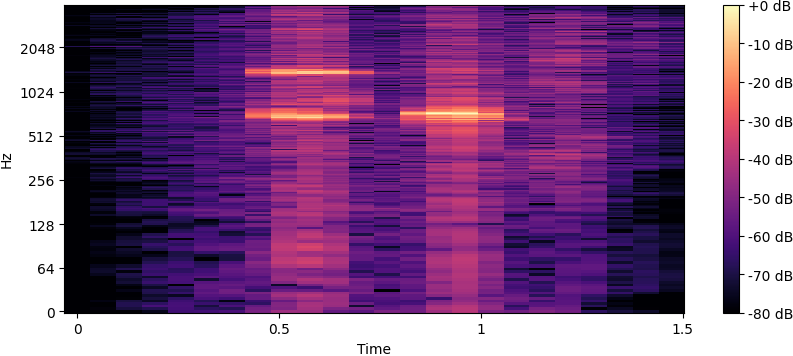 2048
1024
512
256
128
64
0
Hz
0
0.5
1
1.5
Time
+0 dB
-10 dB
-20 dB
-30 dB
-40 dB
-50 dB
-60 dB
-70 dB
-80 dB